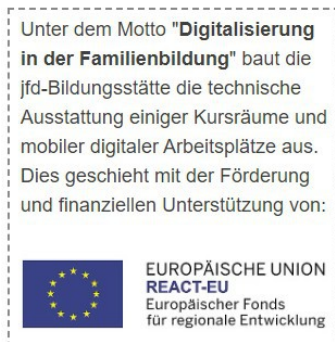 Unter dem Motto "Digitalisierung
in der Familienbildung" baut die
jfd-Bildungsstätte die technische
Ausstattung einiger Kursräume und
mobiler digitaler Arbeitsplätze aus.
Dies geschieht mit der Förderung
und finanziellen Unterstützung von:
EUROPÄISCHE UNION
REACT-EU
Europäischer Fonds
für regionale Entwicklung